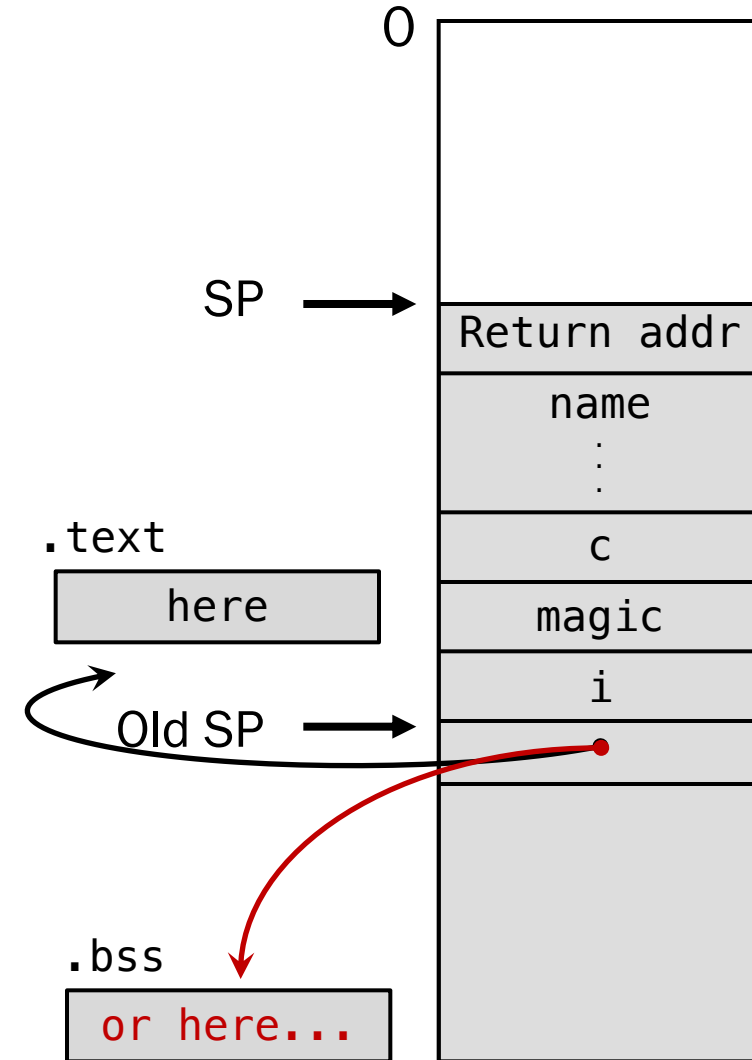 0
SP
Return addr
name
.
.
.
.text
c
here
magic
i
Old SP
.bss
or here...